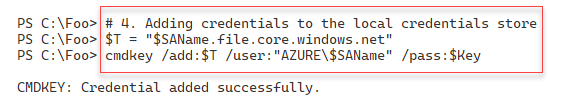 PS C:\Foo> # 4. Adding credentials to the local credentials store
PS C:\Foo> $T = "$SAName.file.core.windows.net"
PS C:\Foo> cmdkey /add:$T /user:"AZURE\$SAName" /pass:$Key
CMDKEY: Credential added successfully.